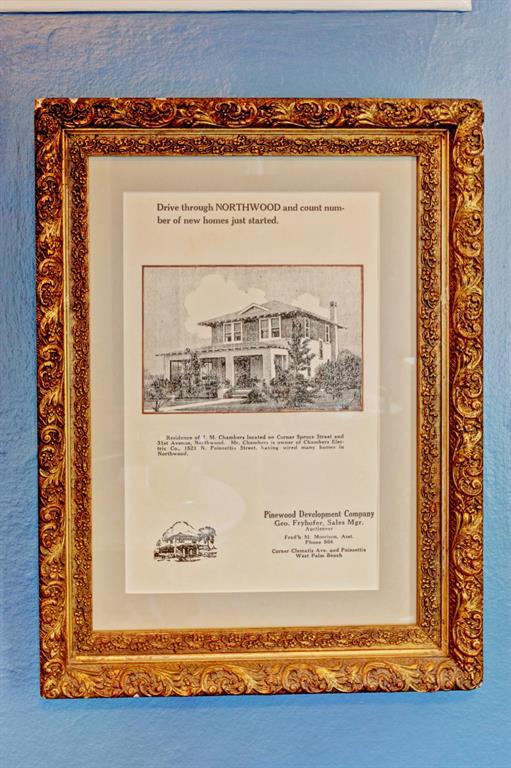 Drive through NORTHWOOD and count num-
ber of new homes just started.
Residence of J. M. Chambers located on Corner Spruce Street and
31st Avenue, Northwood. Mr. Chambers is owner of Chambers Elec-
tric Co., 1521 N. Poinsettia Street, having wired many homes in
Northwood.
Pinewood Development Company
Geo. Fryhofer, Sales Mgr.
Auctioneer
Fred'k M. Morrison, Asst.
Phone 504
Corner Clematis Ave. and Poinsettia
West Palm Beach